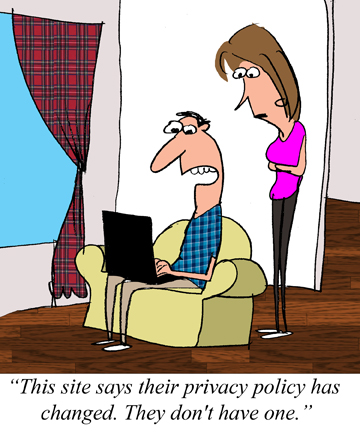 “This site says their privacy policy has
changed. They don't have one.”